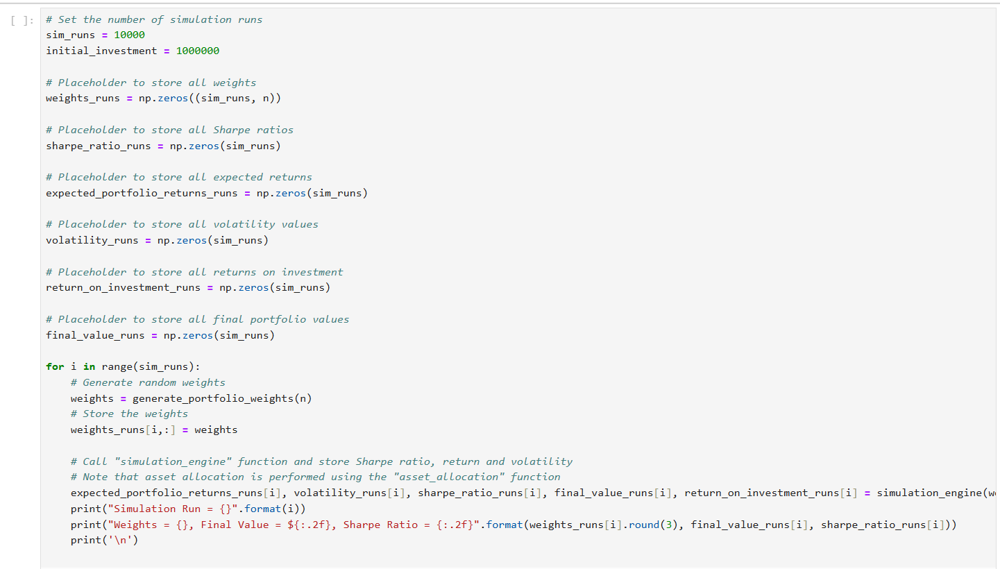 [ ]:
# Set the number of simulation runs
sim_runs = 10000
initial_investment = 1000000
# Placeholder to store all weights
weights_runs = np.zeros((sim_runs, n))
# Placeholder to store all Sharpe ratios
sharpe_ratio_runs = np.zeros(sim_runs)
# Placeholder to store all expected returns
expected_portfolio_returns_runs = np.zeros(sim_runs)
# Placeholder to store all volatility values
volatility_runs = np.zeros(sim_runs)
# Placeholder to store all returns on investment
return_on_investment_runs = np.zeros(sim_runs)
# Placeholder to store all final portfolio values
final_value_runs = np.zeros(sim_runs)
for i in range(sim_runs):
    # Generate random weights
    weights = generate_portfolio_weights(n)
    # Store the weights
    weights_runs[i,:] = weights
    # Call "simulation_engine" function and store Sharpe ratio, return and volatility
    # Note that asset allocation is performed using the "asset_allocation" function
    expected_portfolio_returns_runs[i], volatility_runs[i], sharpe_ratio_runs[i], final_value_runs[i], return_on_investment_runs[i] = simulation_engine(
    print("Simulation Run = {}".format(i))
    print("Weights = {}, Final Value = ${:.2f}, Sharpe Ratio = {:.2f}".format(weights_runs[i].round(3), final_value_runs[i], sharpe_ratio_runs[i]))
    print('\n')